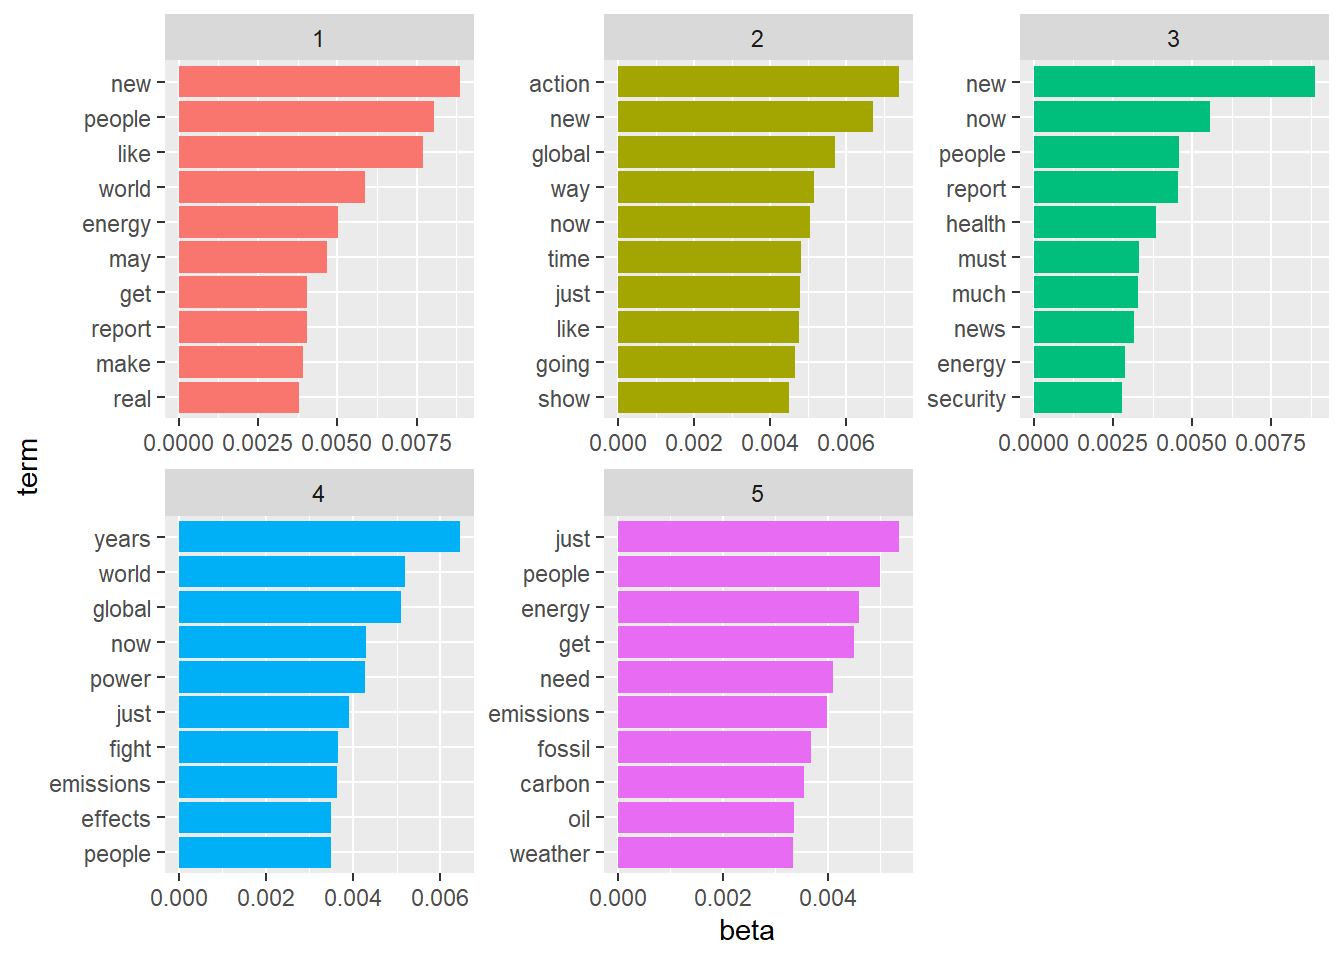 1
new
people
like
world
energy
may
get
report
make
real
0.0000 0.0025 0.0050 0.0075
2
action
new
global
way
now
time
just
like
going
show
0.000 0.002 0.004 0.006
3
new
now
people
report
health
must
much
news
energy
security
0.0000 0.0025 0.0050 0.0075
term
4
years
world
global
now
power
just
fight
emissions
effects
people
0.000 0.002 0.004 0.006
5
just
people
energy
get
need
emissions
fossil
carbon
oil
weather
0.000 0.002 0.004
beta